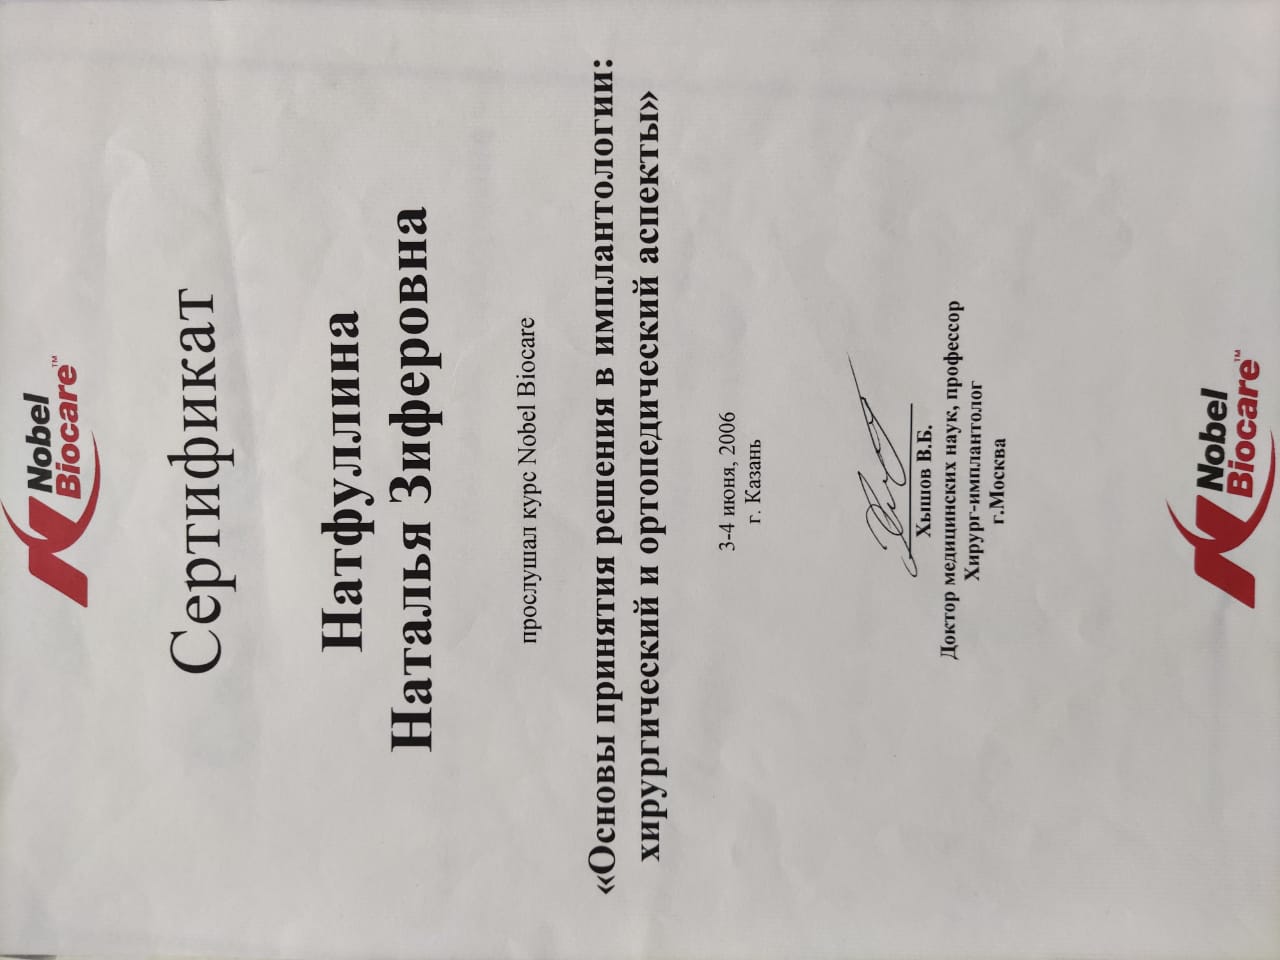 Nobel
Biocare™
Сертификат
Натфуллина
Наталья Зиферовна
прослушал курс Nobel Biocare
«Основы принятия решения в имплантологии:
хирургический и ортопедический аспекты»
3-4 июня, 2006
г. Казань
Хышов В.Б.
Доктор медицинских наук, профессор
Хирург-имплантолог
г.Москва
Nobel
Biocare™